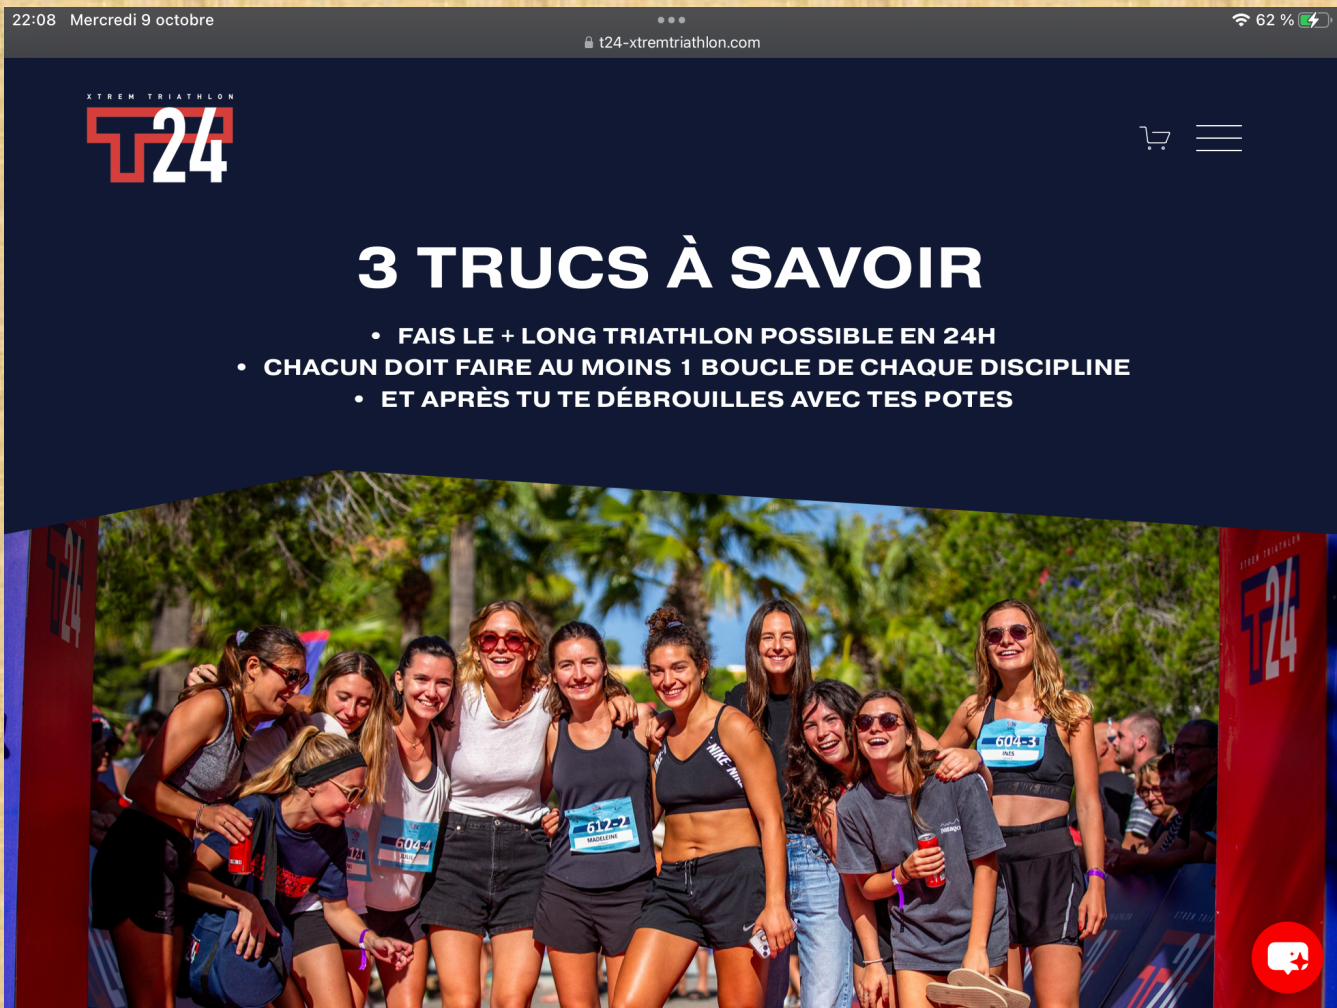 22:08 Mercredi 9 octobre
62 %
t24-xtremtriathlon.com
XTREM TRIATHLON
T24
3 TRUCS À SAVOIR
• FAIS LE + LONG TRIATHLON POSSIBLE EN 24H
• CHACUN DOIT FAIRE AU MOINS 1 BOUCLE DE CHAQUE DISCIPLINE
• ET APRÈS TU TE DÉBROUILLES AVEC TES POTES
T24
XTREM TRIATHLON
T24
NIKE
604-3
INES
612-2
MADELEINE
604-4